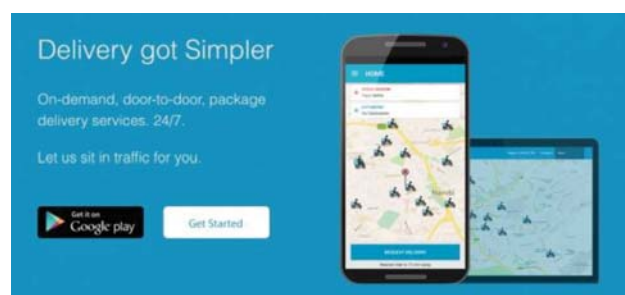 Delivery got Simpler
On-demand, door-to-door, package
delivery services. 24/7.
Let us sit in traffic for you.
Get it on
Google play
Get Started
HOME
Nairobi
REQUEST DELIVERY